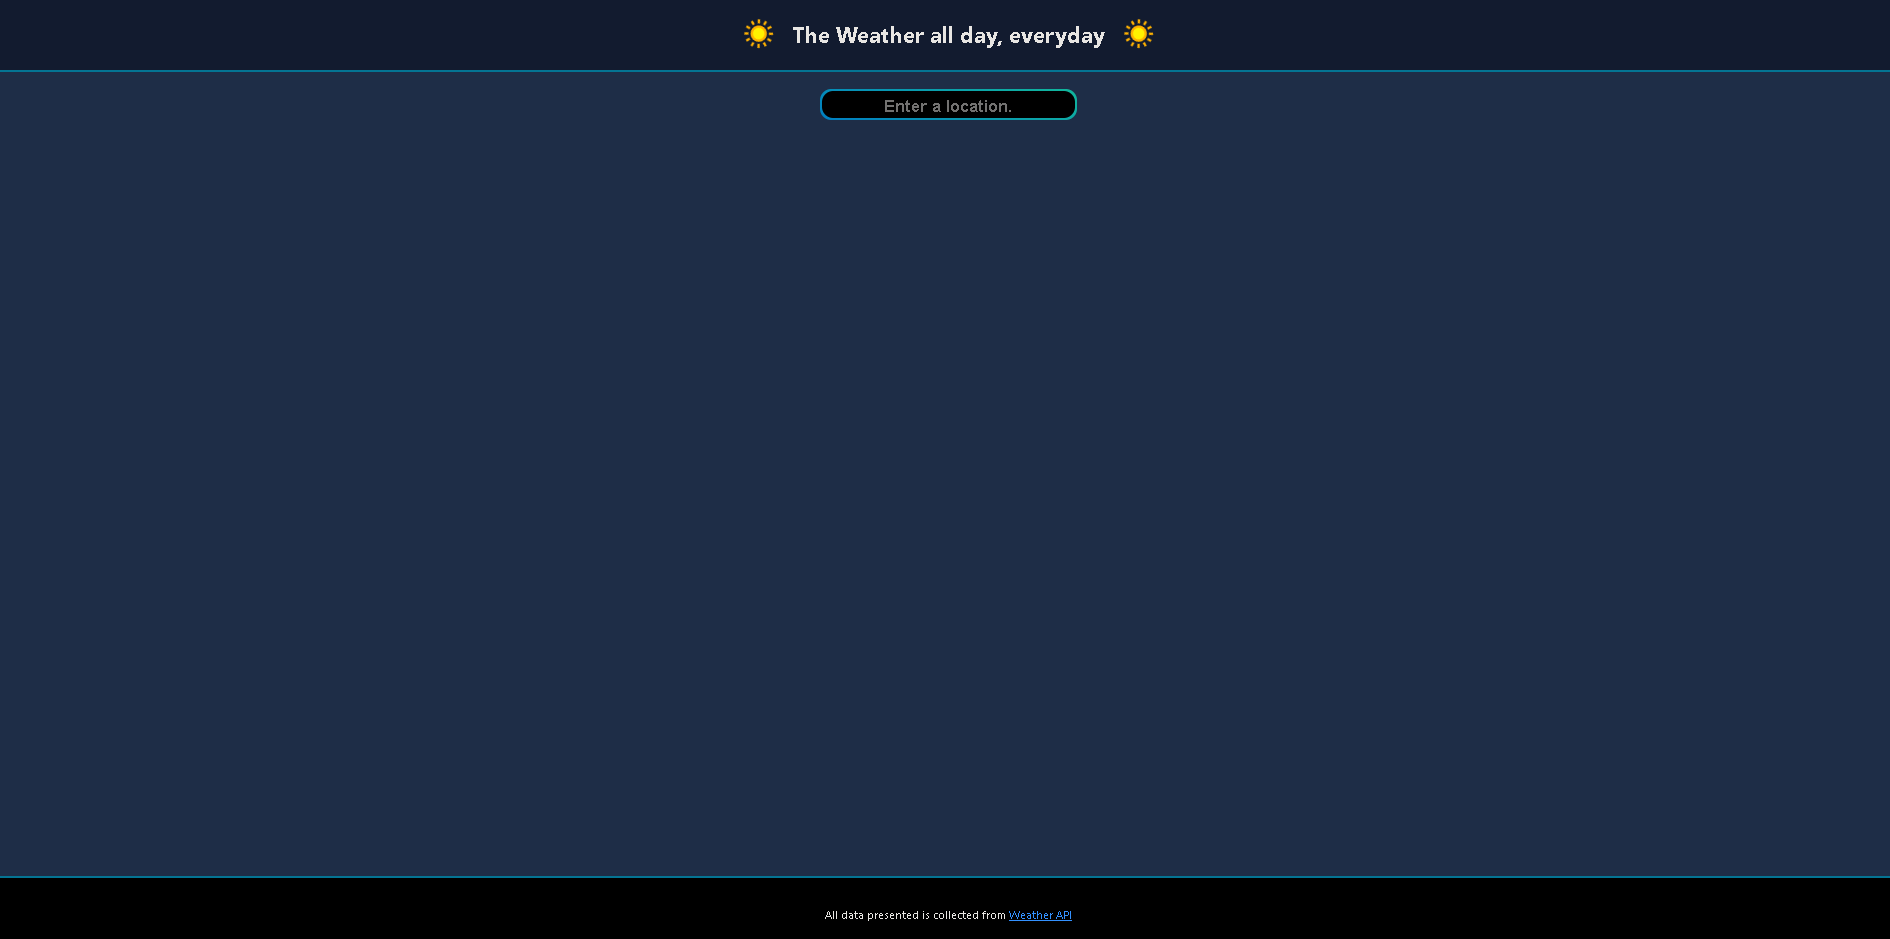 The Weather all day, everyday
Enter a location.
All data presented is collected from Weather API